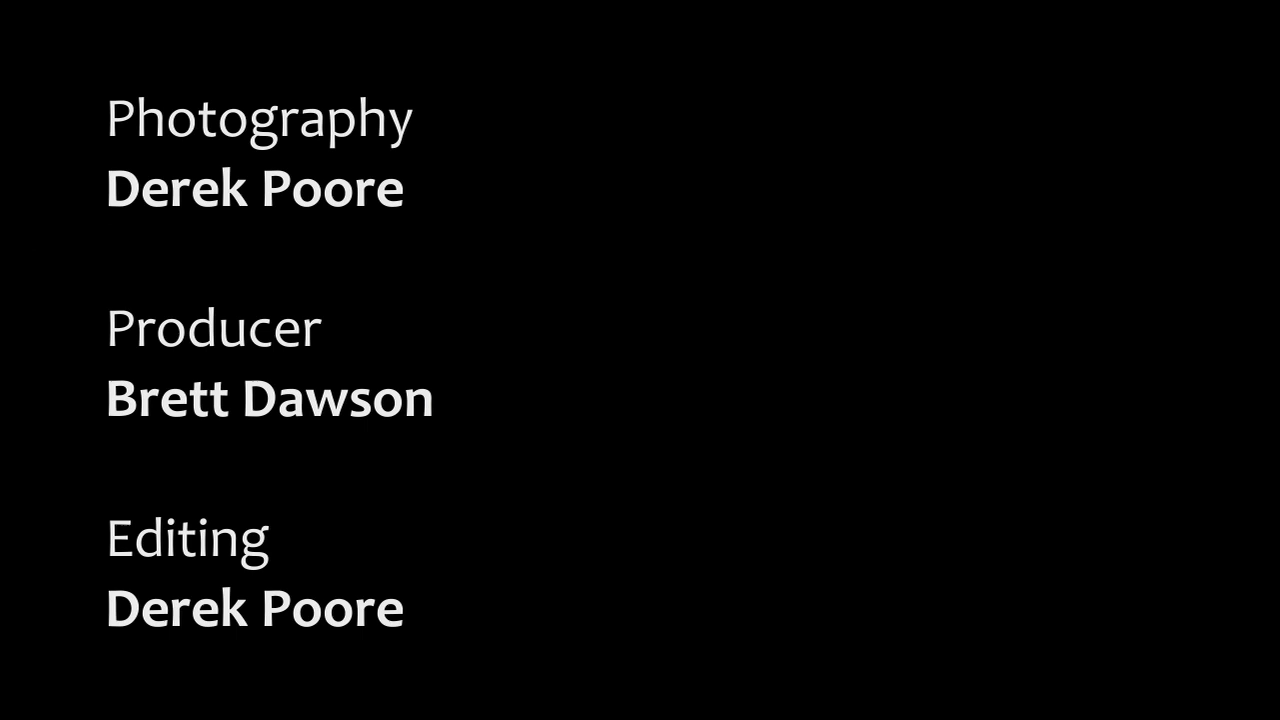 Photography
Derek Poore
Producer
Brett Dawson
Editing
Derek Poore